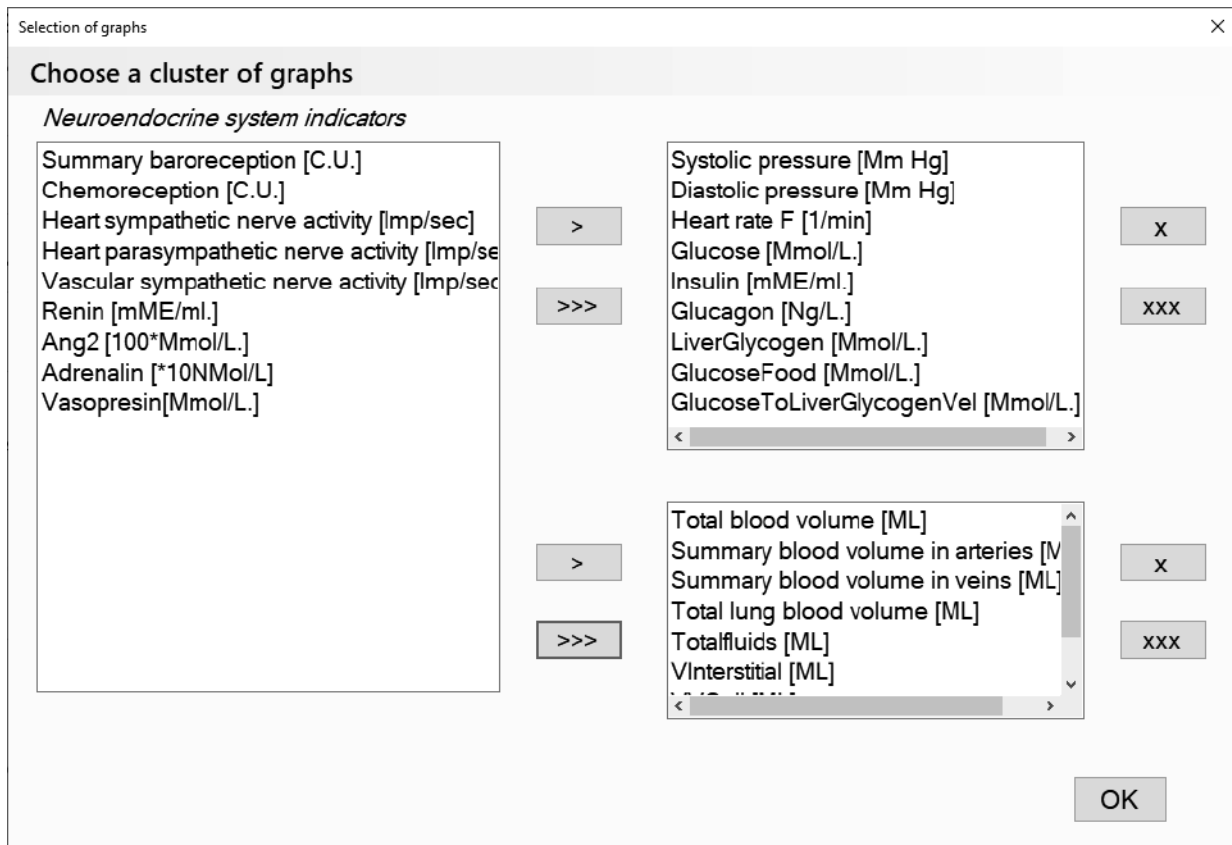 Selection of graphs
Choose a cluster of graphs
Neuroendocrine system indicators
Summary baroreception [C.U.]
Chemoreception [C.U.]
Heart sympathetic nerve activity [Imp/sec]
Heart parasympathetic nerve activity [Imp/se
Vascular sympathetic nerve activity [Imp/sec
Renin [mME/ml.]
Ang2 [100*Mmol/L.]
Adrenalin [*10NMol/L]
Vasopresin[Mmol/L.]
>
>>>
>
>>>
Systolic pressure [Mm Hg]
Diastolic pressure [Mm Hg]
Heart rate F [1/min]
Glucose [Mmol/L.]
Insulin [mME/ml.]
Glucagon [Ng/L.]
LiverGlycogen [Mmol/L.]
GlucoseFood [Mmol/L.]
GlucoseToLiverGlycogenVel [Mmol/L.]
x
xxx
Total blood volume [ML]
Summary blood volume in arteries [M
Summary blood volume in veins [ML]
Total lung blood volume [ML]
Totalfluids [ML]
VInterstitial [ML]
x
xxx
OK